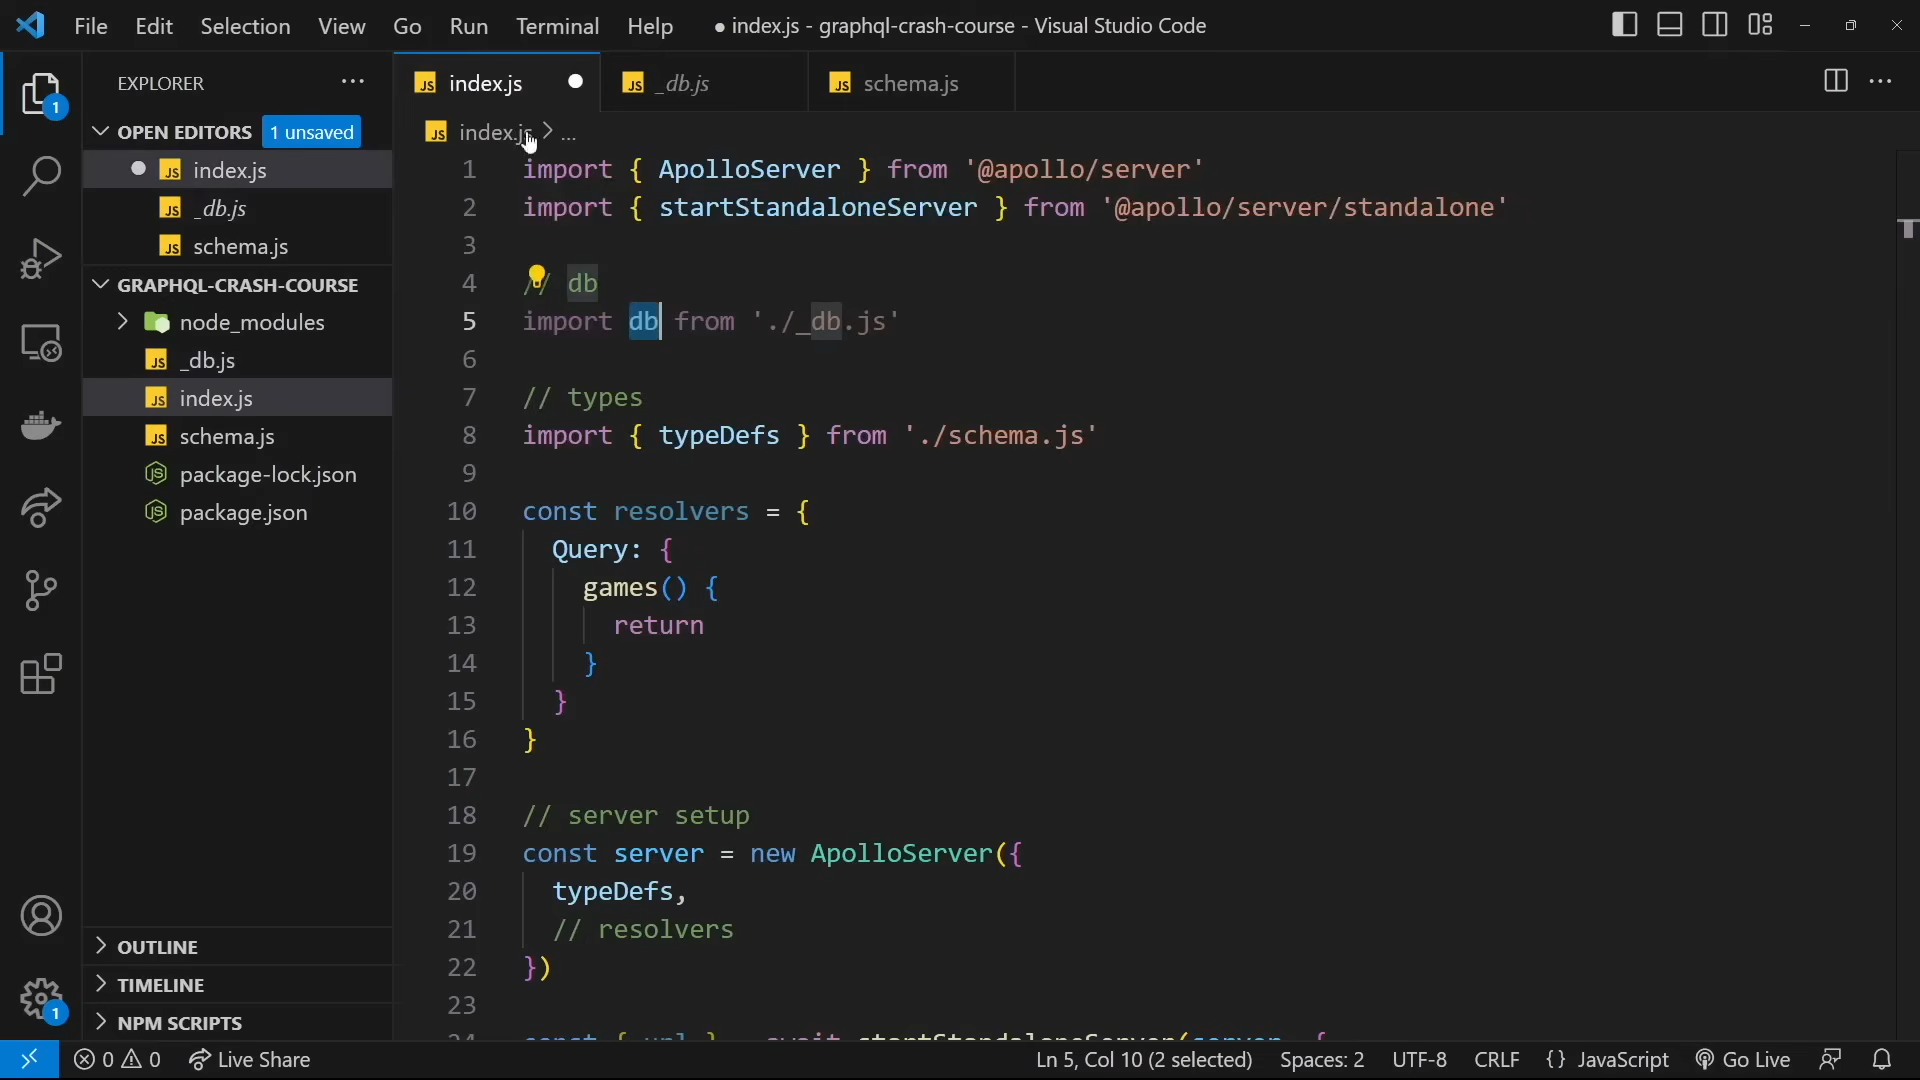 File Edit Selection View Go Run Terminal Help ● index.js - graphql-crash-course - Visual Studio Code
EXPLORER
OPEN EDITORS 1 unsaved
index.js
_db.js
schema.js
GRAPHQL-CRASH-COURSE
node_modules
_db.js
index.js
schema.js
package-lock.json
package.json
OUTLINE
TIMELINE
NPM SCRIPTS
1
1
JS index.js JS _db.js JS schema.js
JS index.js > ...
1 import { ApolloServer } from '@apollo/server'
2 import { startStandaloneServer } from '@apollo/server/standalone'
3
4 // db
5 import db from './_db.js'
6
7 // types
8 import { typeDefs } from './schema.js'
9
10 const resolvers = {
11 Query: {
12 games() {
13 return
14 }
15 }
16 }
17
18 // server setup
19 const server = new ApolloServer({
20 typeDefs,
21 // resolvers
22 })
23
24 const { url } = await startStandaloneServer(server, {
0 0 Live Share Ln 5, Col 10 (2 selected) Spaces: 2 UTF-8 CRLF {} JavaScript Go Live